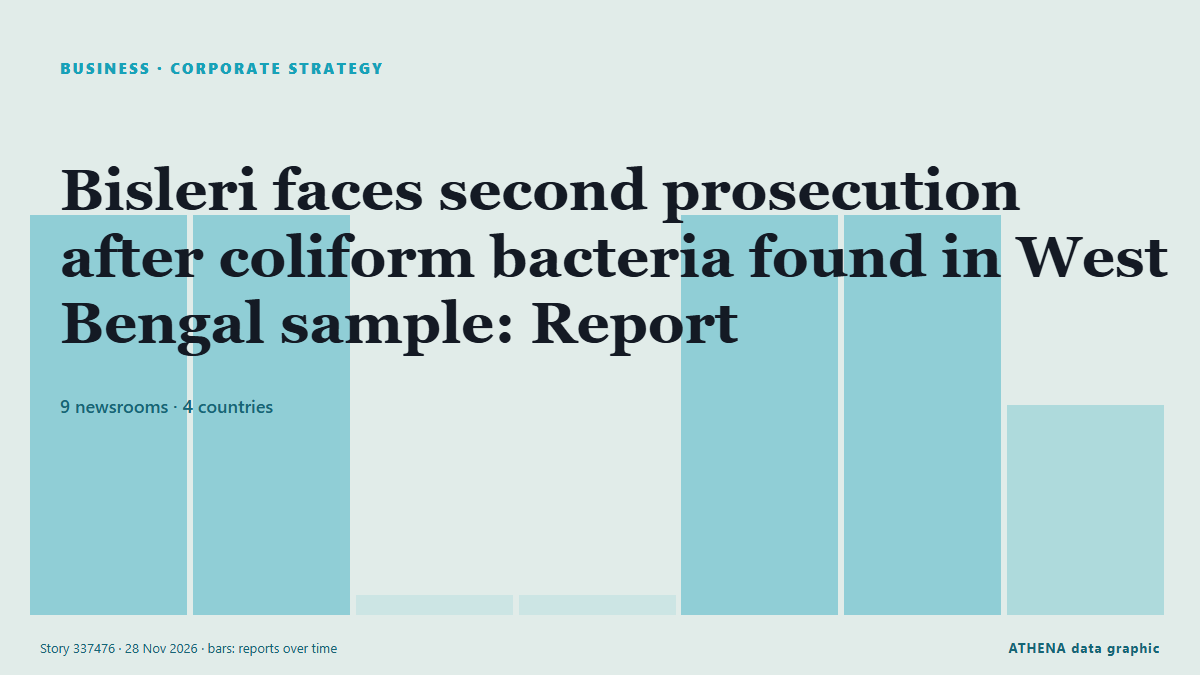 BUSINESS · CORPORATE STRATEGY
Bisleri faces second prosecution
after coliform bacteria found in West
Bengal sample: Report
9 newsrooms · 4 countries
Story 337476 · 28 Nov 2026 · bars: reports over time
ATHENA data graphic